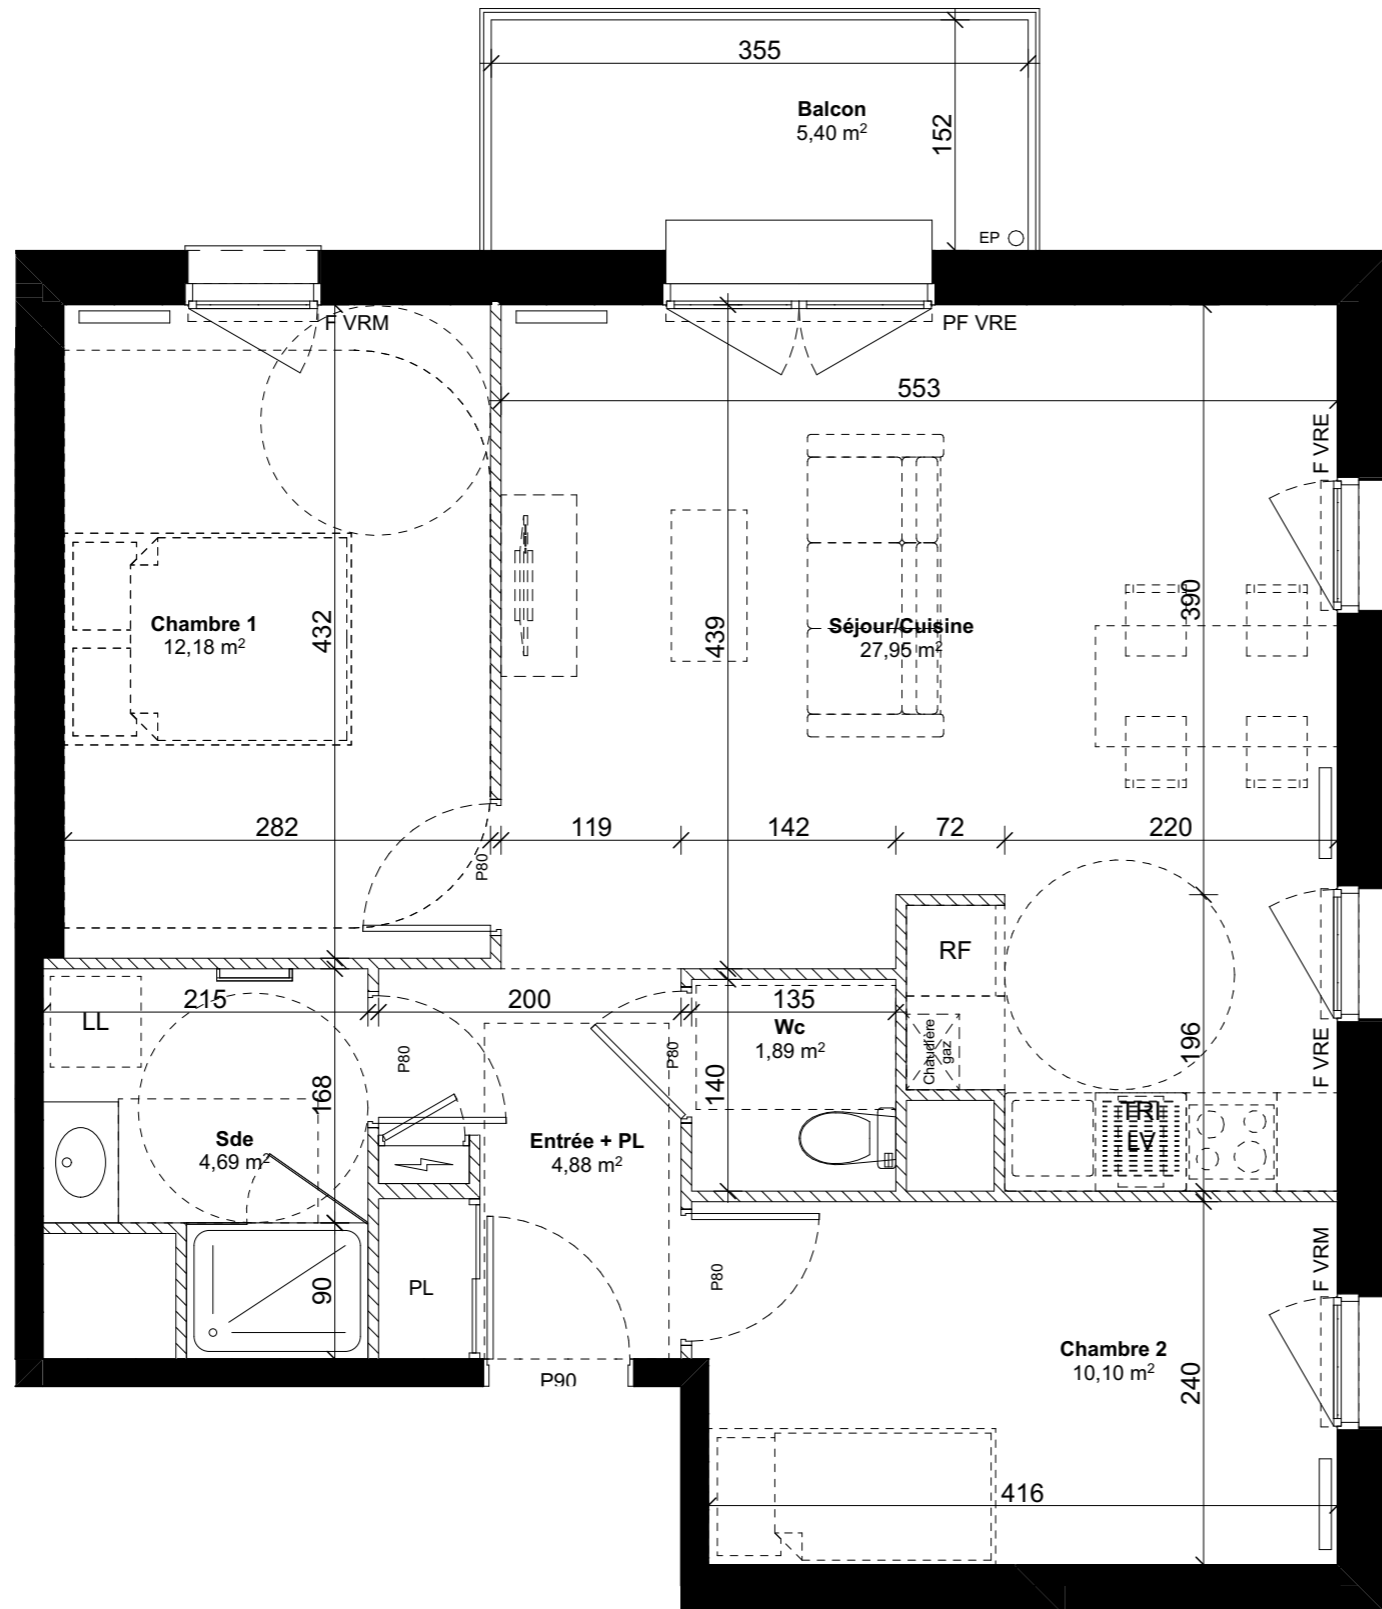 355
Balcon
5,40 m²
152
EP
F VRM
PF VRE
553
F VRE
Chambre 1
12,18 m²
432
439
Séjour/Cuisine
27,95 m²
390
282
119
142
72
220
P80
RF
LL
215
200
135
Wc
1,89 m²
Chaudière
gaz
P80
P80
168
140
196
F VRE
Sde
4,69 m²
Entrée + PL
4,88 m²
TRI
LV
90
PL
P80
F VRM
Chambre 2
10,10 m²
240
P90
416